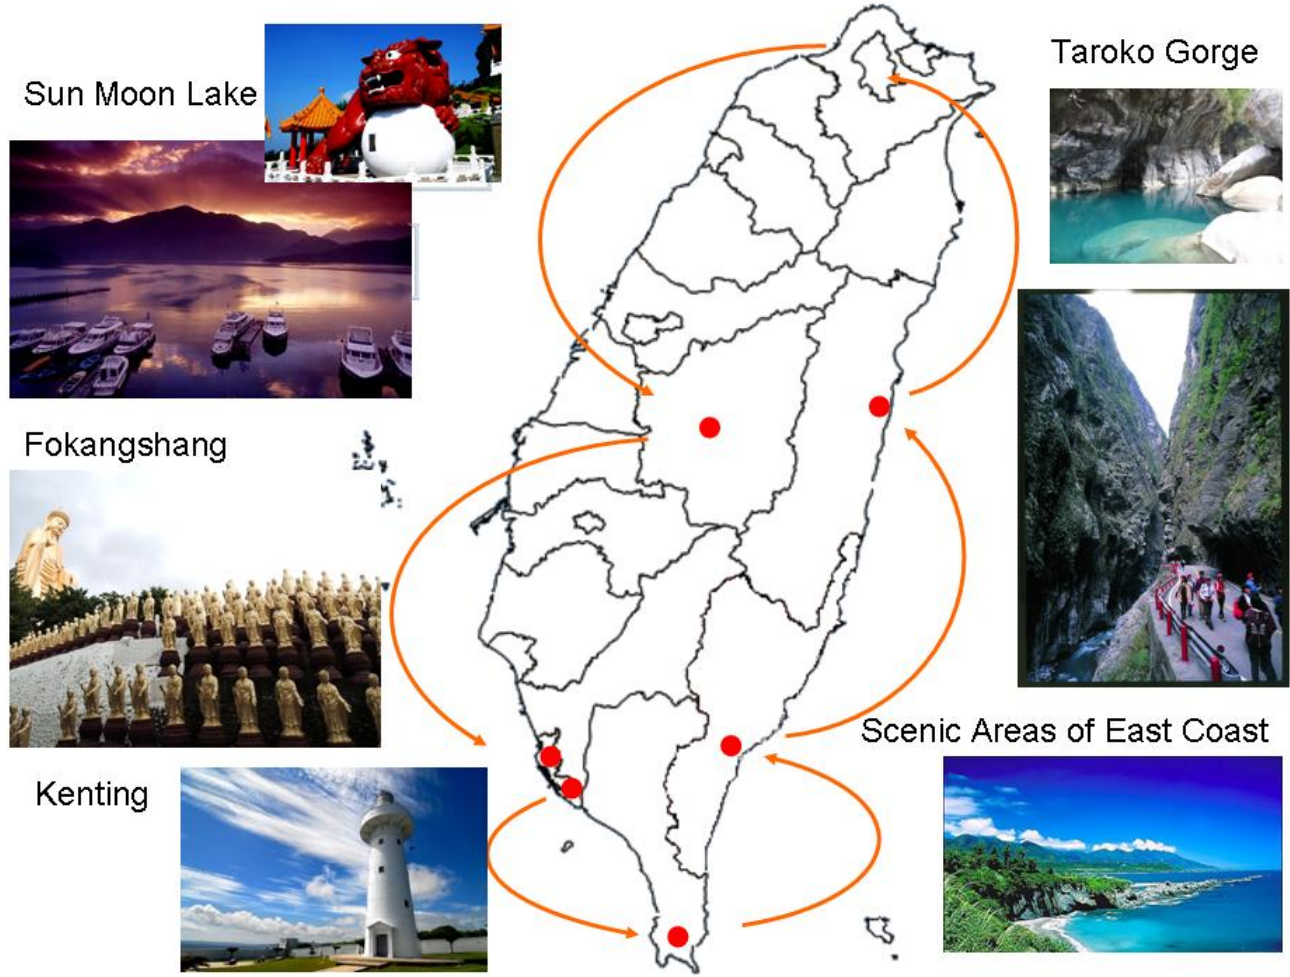 Sun Moon Lake
Taroko Gorge
Fokangshang
Scenic Areas of East Coast
Kenting